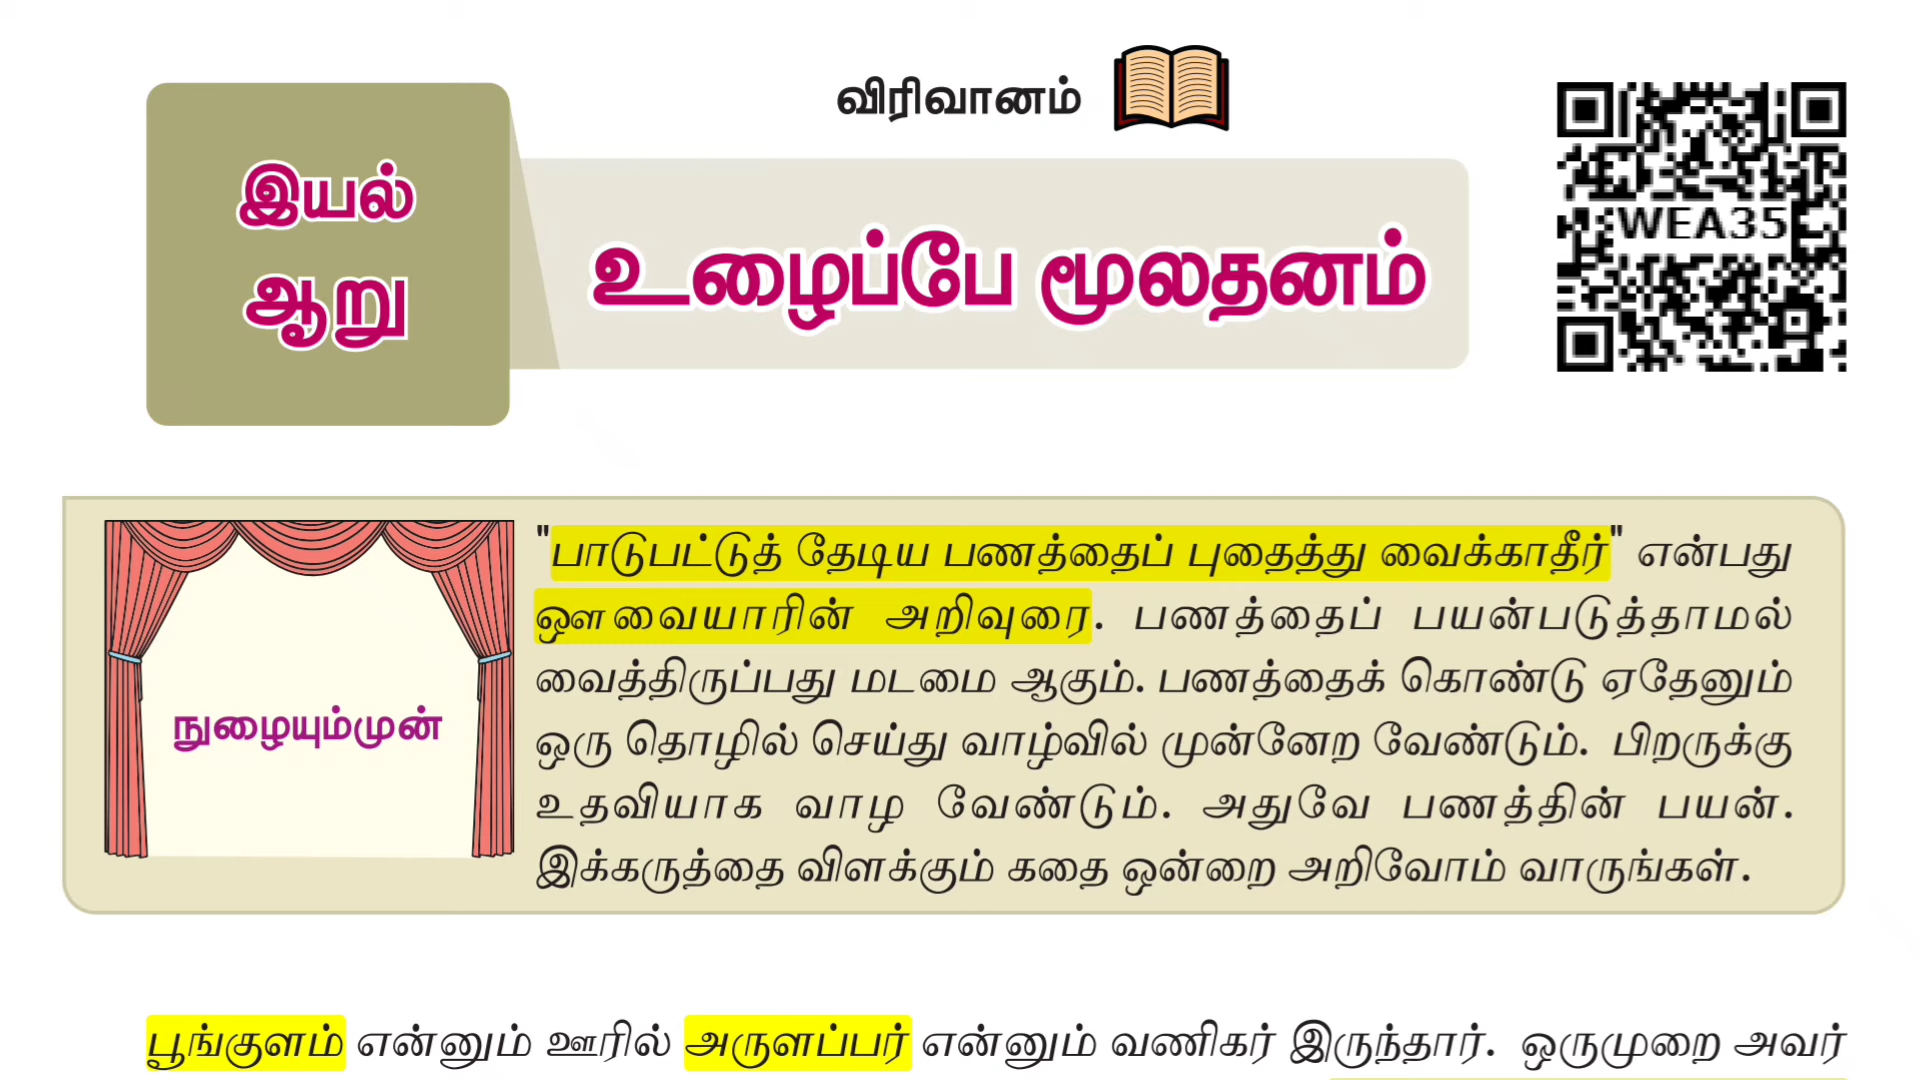 விரிவானம்
இயல்
ஆறு
உழைப்பே மூலதனம்
WEA35
நுழையும்முன்
"பாடுபட்டுத் தேடிய பணத்தைப் புதைத்து வைக்காதீர்" என்பது
ஔவையாரின் அறிவுரை. பணத்தைப் பயன்படுத்தாமல்
வைத்திருப்பது மடமை ஆகும். பணத்தைக் கொண்டு ஏதேனும்
ஒரு தொழில் செய்து வாழ்வில் முன்னேற வேண்டும். பிறருக்கு
உதவியாக வாழ வேண்டும். அதுவே பணத்தின் பயன்.
இக்கருத்தை விளக்கும் கதை ஒன்றை அறிவோம் வாருங்கள்.
பூங்குளம் என்னும் ஊரில் அருளப்பர் என்னும் வணிகர் இருந்தார். ஒருமுறை அவர்